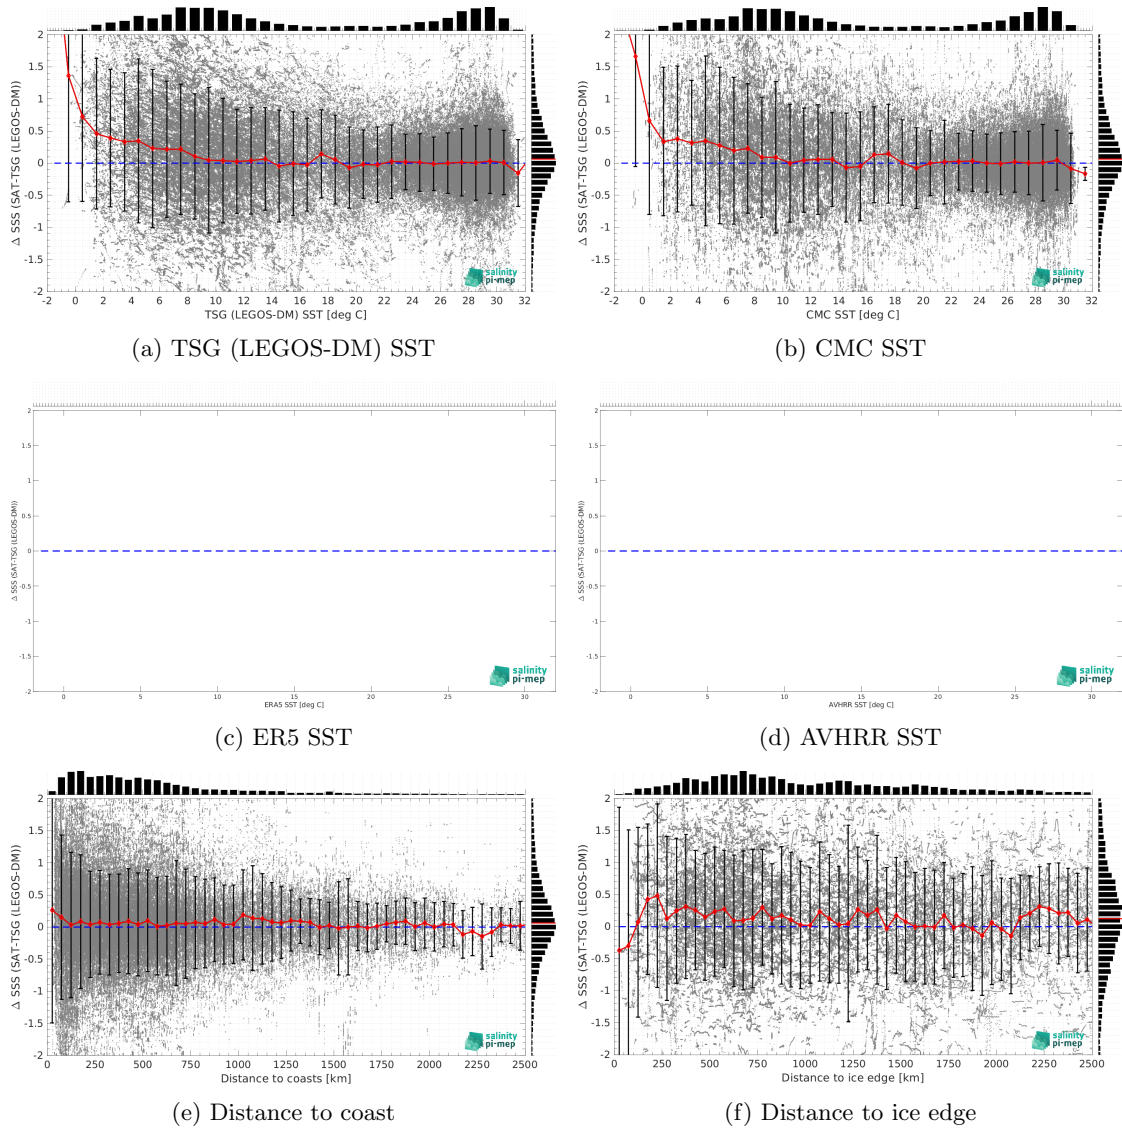 2
1.5
1
0.5
0
-0.5
-1
-1.5
-2
Δ SSS (SAT-TSG (LEGOS-DM))
-2 0 2 4 6 8 10 12 14 16 18 20 22 24 26 28 30 32
TSG (LEGOS-DM) SST [deg C]
salinity
pi-mep
(a) TSG (LEGOS-DM) SST
2
1.5
1
0.5
0
-0.5
-1
-1.5
-2
Δ SSS (SAT-TSG (LEGOS-DM))
-2 0 2 4 6 8 10 12 14 16 18 20 22 24 26 28 30 32
CMC SST [deg C]
salinity
pi-mep
(b) CMC SST
2
1.5
1
0.5
0
-0.5
-1
-1.5
-2
Δ SSS (SAT-TSG (LEGOS-DM))
0 5 10 15 20 25 30
ERA5 SST [deg C]
salinity
pi-mep
(c) ER5 SST
2
1.5
1
0.5
0
-0.5
-1
-1.5
-2
Δ SSS (SAT-TSG (LEGOS-DM))
0 5 10 15 20 25 30
AVHRR SST [deg C]
salinity
pi-mep
(d) AVHRR SST
2
1.5
1
0.5
0
-0.5
-1
-1.5
-2
Δ SSS (SAT-TSG (LEGOS-DM))
0 250 500 750 1000 1250 1500 1750 2000 2250 2500
Distance to coasts [km]
salinity
pi-mep
(e) Distance to coast
2
1.5
1
0.5
0
-0.5
-1
-1.5
-2
Δ SSS (SAT-TSG (LEGOS-DM))
0 250 500 750 1000 1250 1500 1750 2000 2250 2500
Distance to ice edge [km]
salinity
pi-mep
(f) Distance to ice edge